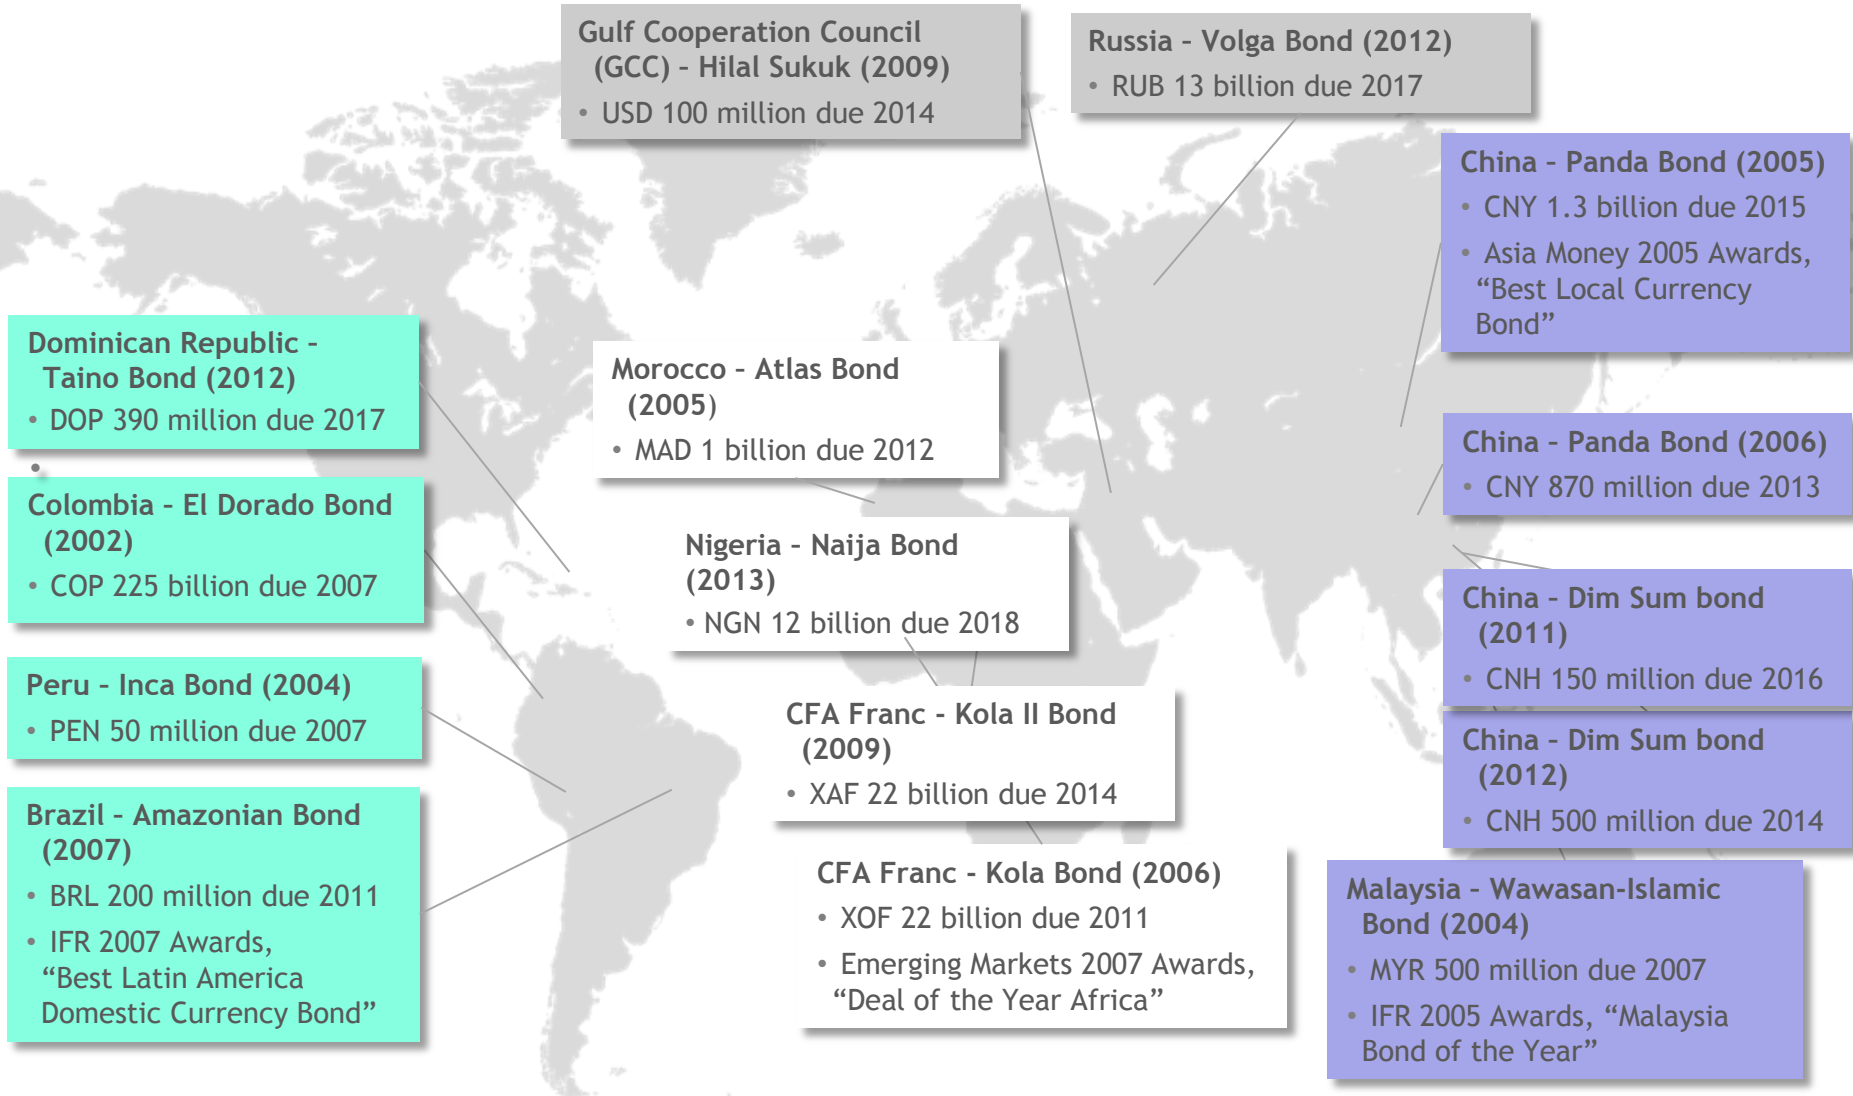 Gulf Cooperation Council
(GCC) – Hilal Sukuk (2009)
• USD 100 million due 2014
Russia – Volga Bond (2012)
• RUB 13 billion due 2017
China – Panda Bond (2005)
• CNY 1.3 billion due 2015
• Asia Money 2005 Awards,
“Best Local Currency
Bond”
Dominican Republic –
Taino Bond (2012)
• DOP 390 million due 2017
•
Morocco – Atlas Bond
(2005)
• MAD 1 billion due 2012
China – Panda Bond (2006)
• CNY 870 million due 2013
Colombia – El Dorado Bond
(2002)
• COP 225 billion due 2007
Nigeria – Naija Bond
(2013)
• NGN 12 billion due 2018
China – Dim Sum bond
(2011)
• CNH 150 million due 2016
Peru – Inca Bond (2004)
• PEN 50 million due 2007
CFA Franc - Kola II Bond
(2009)
• XAF 22 billion due 2014
China – Dim Sum bond
(2012)
• CNH 500 million due 2014
Brazil – Amazonian Bond
(2007)
• BRL 200 million due 2011
• IFR 2007 Awards,
“Best Latin America
Domestic Currency Bond”
CFA Franc - Kola Bond (2006)
• XOF 22 billion due 2011
• Emerging Markets 2007 Awards,
“Deal of the Year Africa”
Malaysia – Wawasan-Islamic
Bond (2004)
• MYR 500 million due 2007
• IFR 2005 Awards, “Malaysia
Bond of the Year”